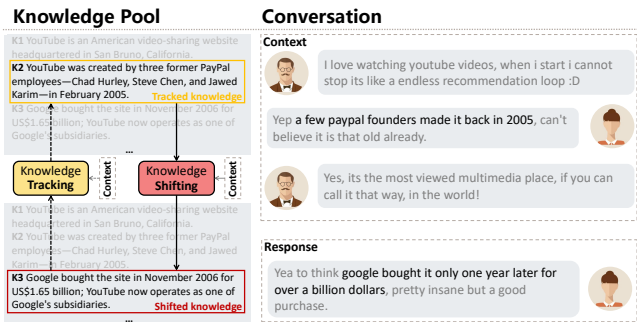 Knowledge Pool
K1 YouTube is an American video-sharing website
headquartered in San Bruno, California.
K2 YouTube was created by three former PayPal
employees—Chad Hurley, Steve Chen, and Jawed
Karim—in February 2005.
Tracked knowledge
K3 Google bought the site in November 2006 for
US$1.65 billion; YouTube now operates as one of
Google's subsidiaries.
...
Knowledge
Tracking
Context
Knowledge
Shifting
Context
K1 YouTube is an American video-sharing website
headquartered in San Bruno, California.
K2 YouTube was created by three former PayPal
employees—Chad Hurley, Steve Chen, and Jawed
Karim—in February 2005.
K3 Google bought the site in November 2006 for
US$1.65 billion; YouTube now operates as one of
Google's subsidiaries.
Shifted knowledge
...
Conversation
Context
I love watching youtube videos, when i start i cannot
stop its like a endless recommendation loop :D
Yep a few paypal founders made it back in 2005, can't
believe it is that old already.
Yes, its the most viewed multimedia place, if you can
call it that way, in the world!
Response
Yea to think google bought it only one year later for
over a billion dollars, pretty insane but a good
purchase.